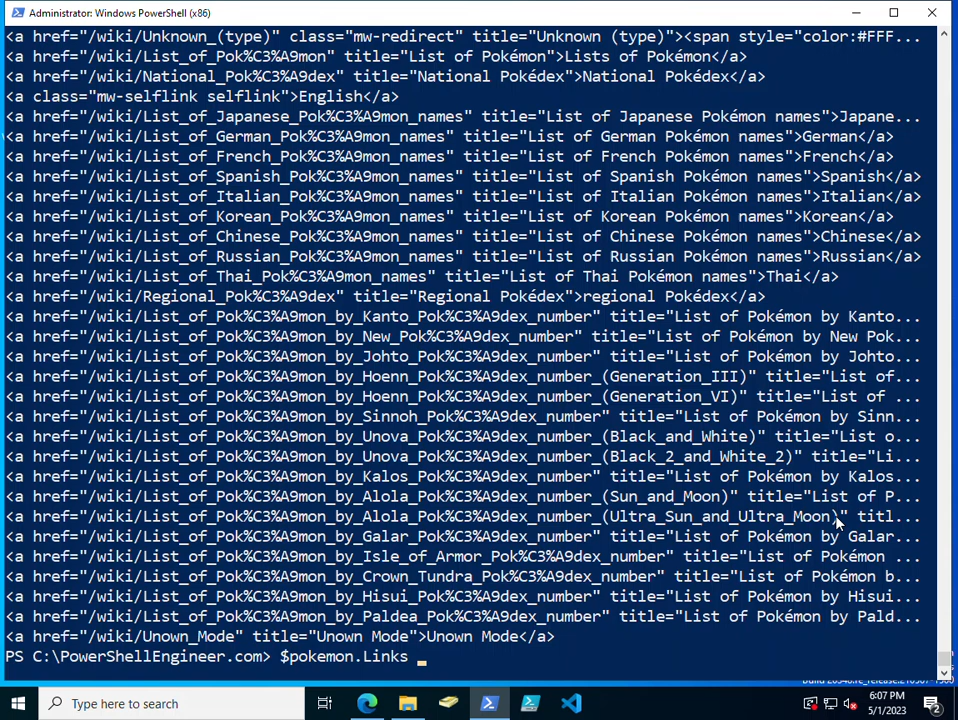 Administrator: Windows PowerShell (x86)
<a href="/wiki/Unknown_(type)" class="mw-redirect" title="Unknown (type)"><span style="color:#FFF...
<a href="/wiki/List_of_Pok%C3%A9mon" title="List of Pokémon">Lists of Pokémon</a>
<a href="/wiki/National_Pok%C3%A9dex" title="National Pokédex">National Pokédex</a>
<a class="mw-selflink selflink">English</a>
<a href="/wiki/List_of_Japanese_Pok%C3%A9mon_names" title="List of Japanese Pokémon names">Japane...
<a href="/wiki/List_of_German_Pok%C3%A9mon_names" title="List of German Pokémon names">German</a>
<a href="/wiki/List_of_French_Pok%C3%A9mon_names" title="List of French Pokémon names">French</a>
<a href="/wiki/List_of_Spanish_Pok%C3%A9mon_names" title="List of Spanish Pokémon names">Spanish</a>
<a href="/wiki/List_of_Italian_Pok%C3%A9mon_names" title="List of Italian Pokémon names">Italian</a>
<a href="/wiki/List_of_Korean_Pok%C3%A9mon_names" title="List of Korean Pokémon names">Korean</a>
<a href="/wiki/List_of_Chinese_Pok%C3%A9mon_names" title="List of Chinese Pokémon names">Chinese</a>
<a href="/wiki/List_of_Russian_Pok%C3%A9mon_names" title="List of Russian Pokémon names">Russian</a>
<a href="/wiki/List_of_Thai_Pok%C3%A9mon_names" title="List of Thai Pokémon names">Thai</a>
<a href="/wiki/Regional_Pok%C3%A9dex" title="Regional Pokédex">regional Pokédex</a>
<a href="/wiki/List_of_Pok%C3%A9mon_by_Kanto_Pok%C3%A9dex_number" title="List of Pokémon by Kanto...
<a href="/wiki/List_of_Pok%C3%A9mon_by_New_Pok%C3%A9dex_number" title="List of Pokémon by New Pok...
<a href="/wiki/List_of_Pok%C3%A9mon_by_Johto_Pok%C3%A9dex_number" title="List of Pokémon by Johto...
<a href="/wiki/List_of_Pok%C3%A9mon_by_Hoenn_Pok%C3%A9dex_number_(Generation_III)" title="List of...
<a href="/wiki/List_of_Pok%C3%A9mon_by_Hoenn_Pok%C3%A9dex_number_(Generation_VI)" title="List of ...
<a href="/wiki/List_of_Pok%C3%A9mon_by_Sinnoh_Pok%C3%A9dex_number" title="List of Pokémon by Sinn...
<a href="/wiki/List_of_Pok%C3%A9mon_by_Unova_Pok%C3%A9dex_number_(Black_and_White)" title="List o...
<a href="/wiki/List_of_Pok%C3%A9mon_by_Unova_Pok%C3%A9dex_number_(Black_2_and_White_2)" title="Li...
<a href="/wiki/List_of_Pok%C3%A9mon_by_Kalos_Pok%C3%A9dex_number" title="List of Pokémon by Kalos...
<a href="/wiki/List_of_Pok%C3%A9mon_by_Alola_Pok%C3%A9dex_number_(Sun_and_Moon)" title="List of P...
<a href="/wiki/List_of_Pok%C3%A9mon_by_Alola_Pok%C3%A9dex_number_(Ultra_Sun_and_Ultra_Moon)" titl...
<a href="/wiki/List_of_Pok%C3%A9mon_by_Galar_Pok%C3%A9dex_number" title="List of Pokémon by Galar...
<a href="/wiki/List_of_Pok%C3%A9mon_by_Isle_of_Armor_Pok%C3%A9dex_number" title="List of Pokémon ...
<a href="/wiki/List_of_Pok%C3%A9mon_by_Crown_Tundra_Pok%C3%A9dex_number" title="List of Pokémon b...
<a href="/wiki/List_of_Pok%C3%A9mon_by_Hisui_Pok%C3%A9dex_number" title="List of Pokémon by Hisui...
<a href="/wiki/List_of_Pok%C3%A9mon_by_Paldea_Pok%C3%A9dex_number" title="List of Pokémon by Pald...
<a href="/wiki/Unown_Mode" title="Unown Mode">Unown Mode</a>
PS C:\PowerShellEngineer.com> $pokemon.Links _
Type here to search
6:07 PM
5/1/2023
2